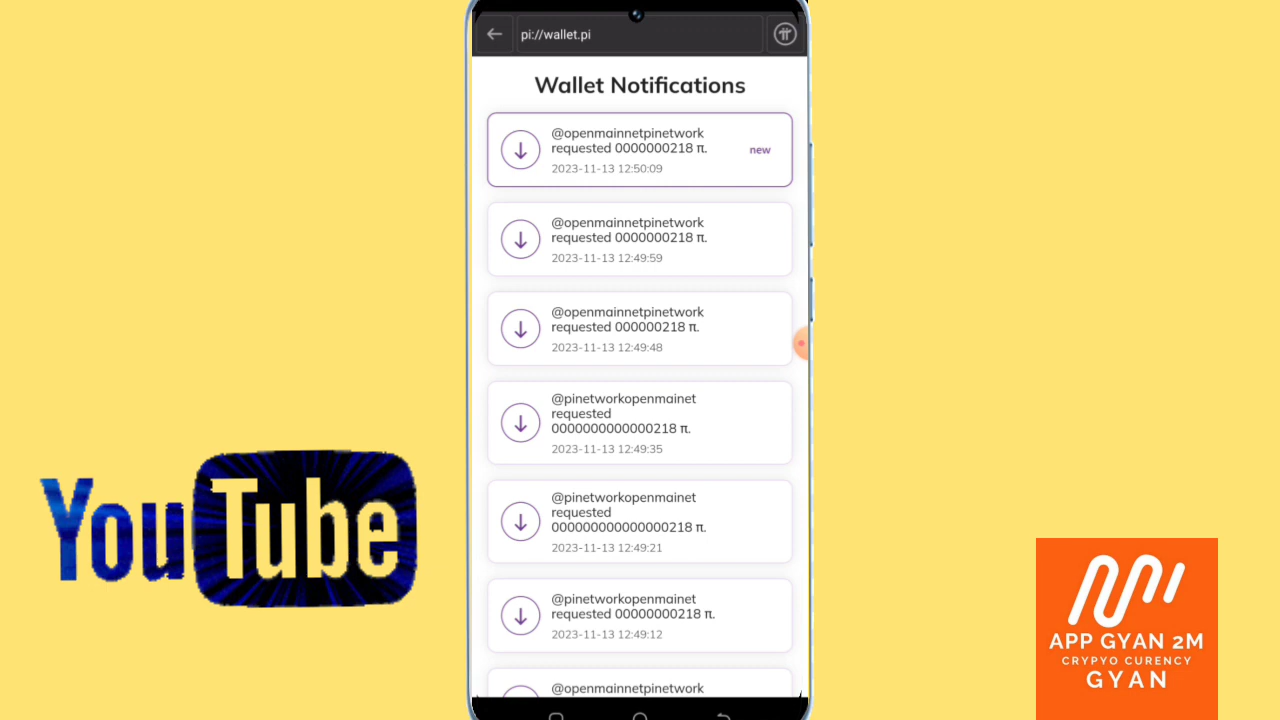 pi://wallet.pi
Wallet Notifications
@openmainnetpinetwork
requested 0000000218 π.
new
2023-11-13 12:50:09
@openmainnetpinetwork
requested 0000000218 π.
2023-11-13 12:49:59
@openmainnetpinetwork
requested 000000218 π.
2023-11-13 12:49:48
@pinetworkopenmainet
requested
0000000000000218 π.
2023-11-13 12:49:35
@pinetworkopenmainet
requested
000000000000000218 π.
2023-11-13 12:49:21
@pinetworkopenmainet
requested 00000000218 π.
2023-11-13 12:49:12
@openmainnetpinetwork
YouTube
APP GYAN 2M
CRYPYO CURENCY
GYAN